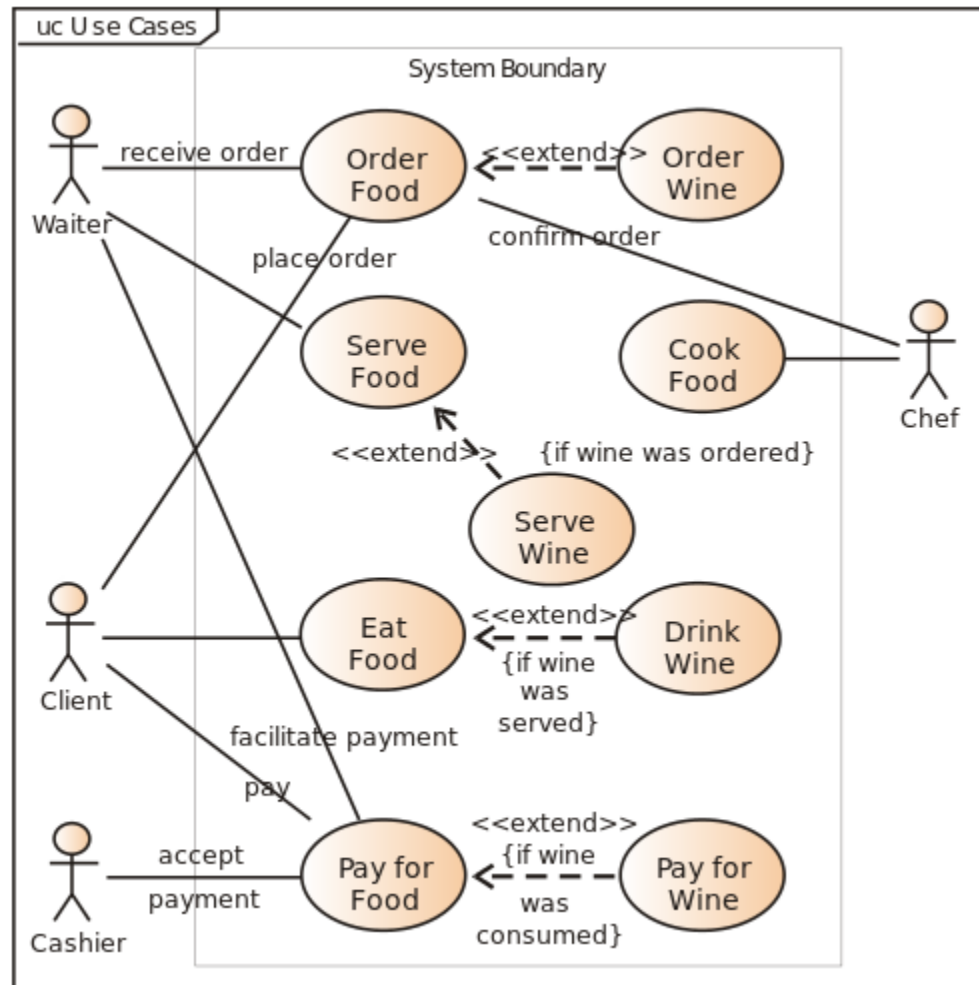 uc Use Cases
System Boundary
receive order
Order
Food
<<extend>>
Order
Wine
Waiter
confirm order
place order
Serve
Food
Cook
Food
Chef
<<extend>>
{if wine was ordered}
Serve
Wine
Eat
Food
<<extend>>
{if wine
was
served}
Drink
Wine
Client
facilitate payment
pay
accept
payment
Pay for
Food
<<extend>>
{if wine
was
consumed}
Pay for
Wine
Cashier